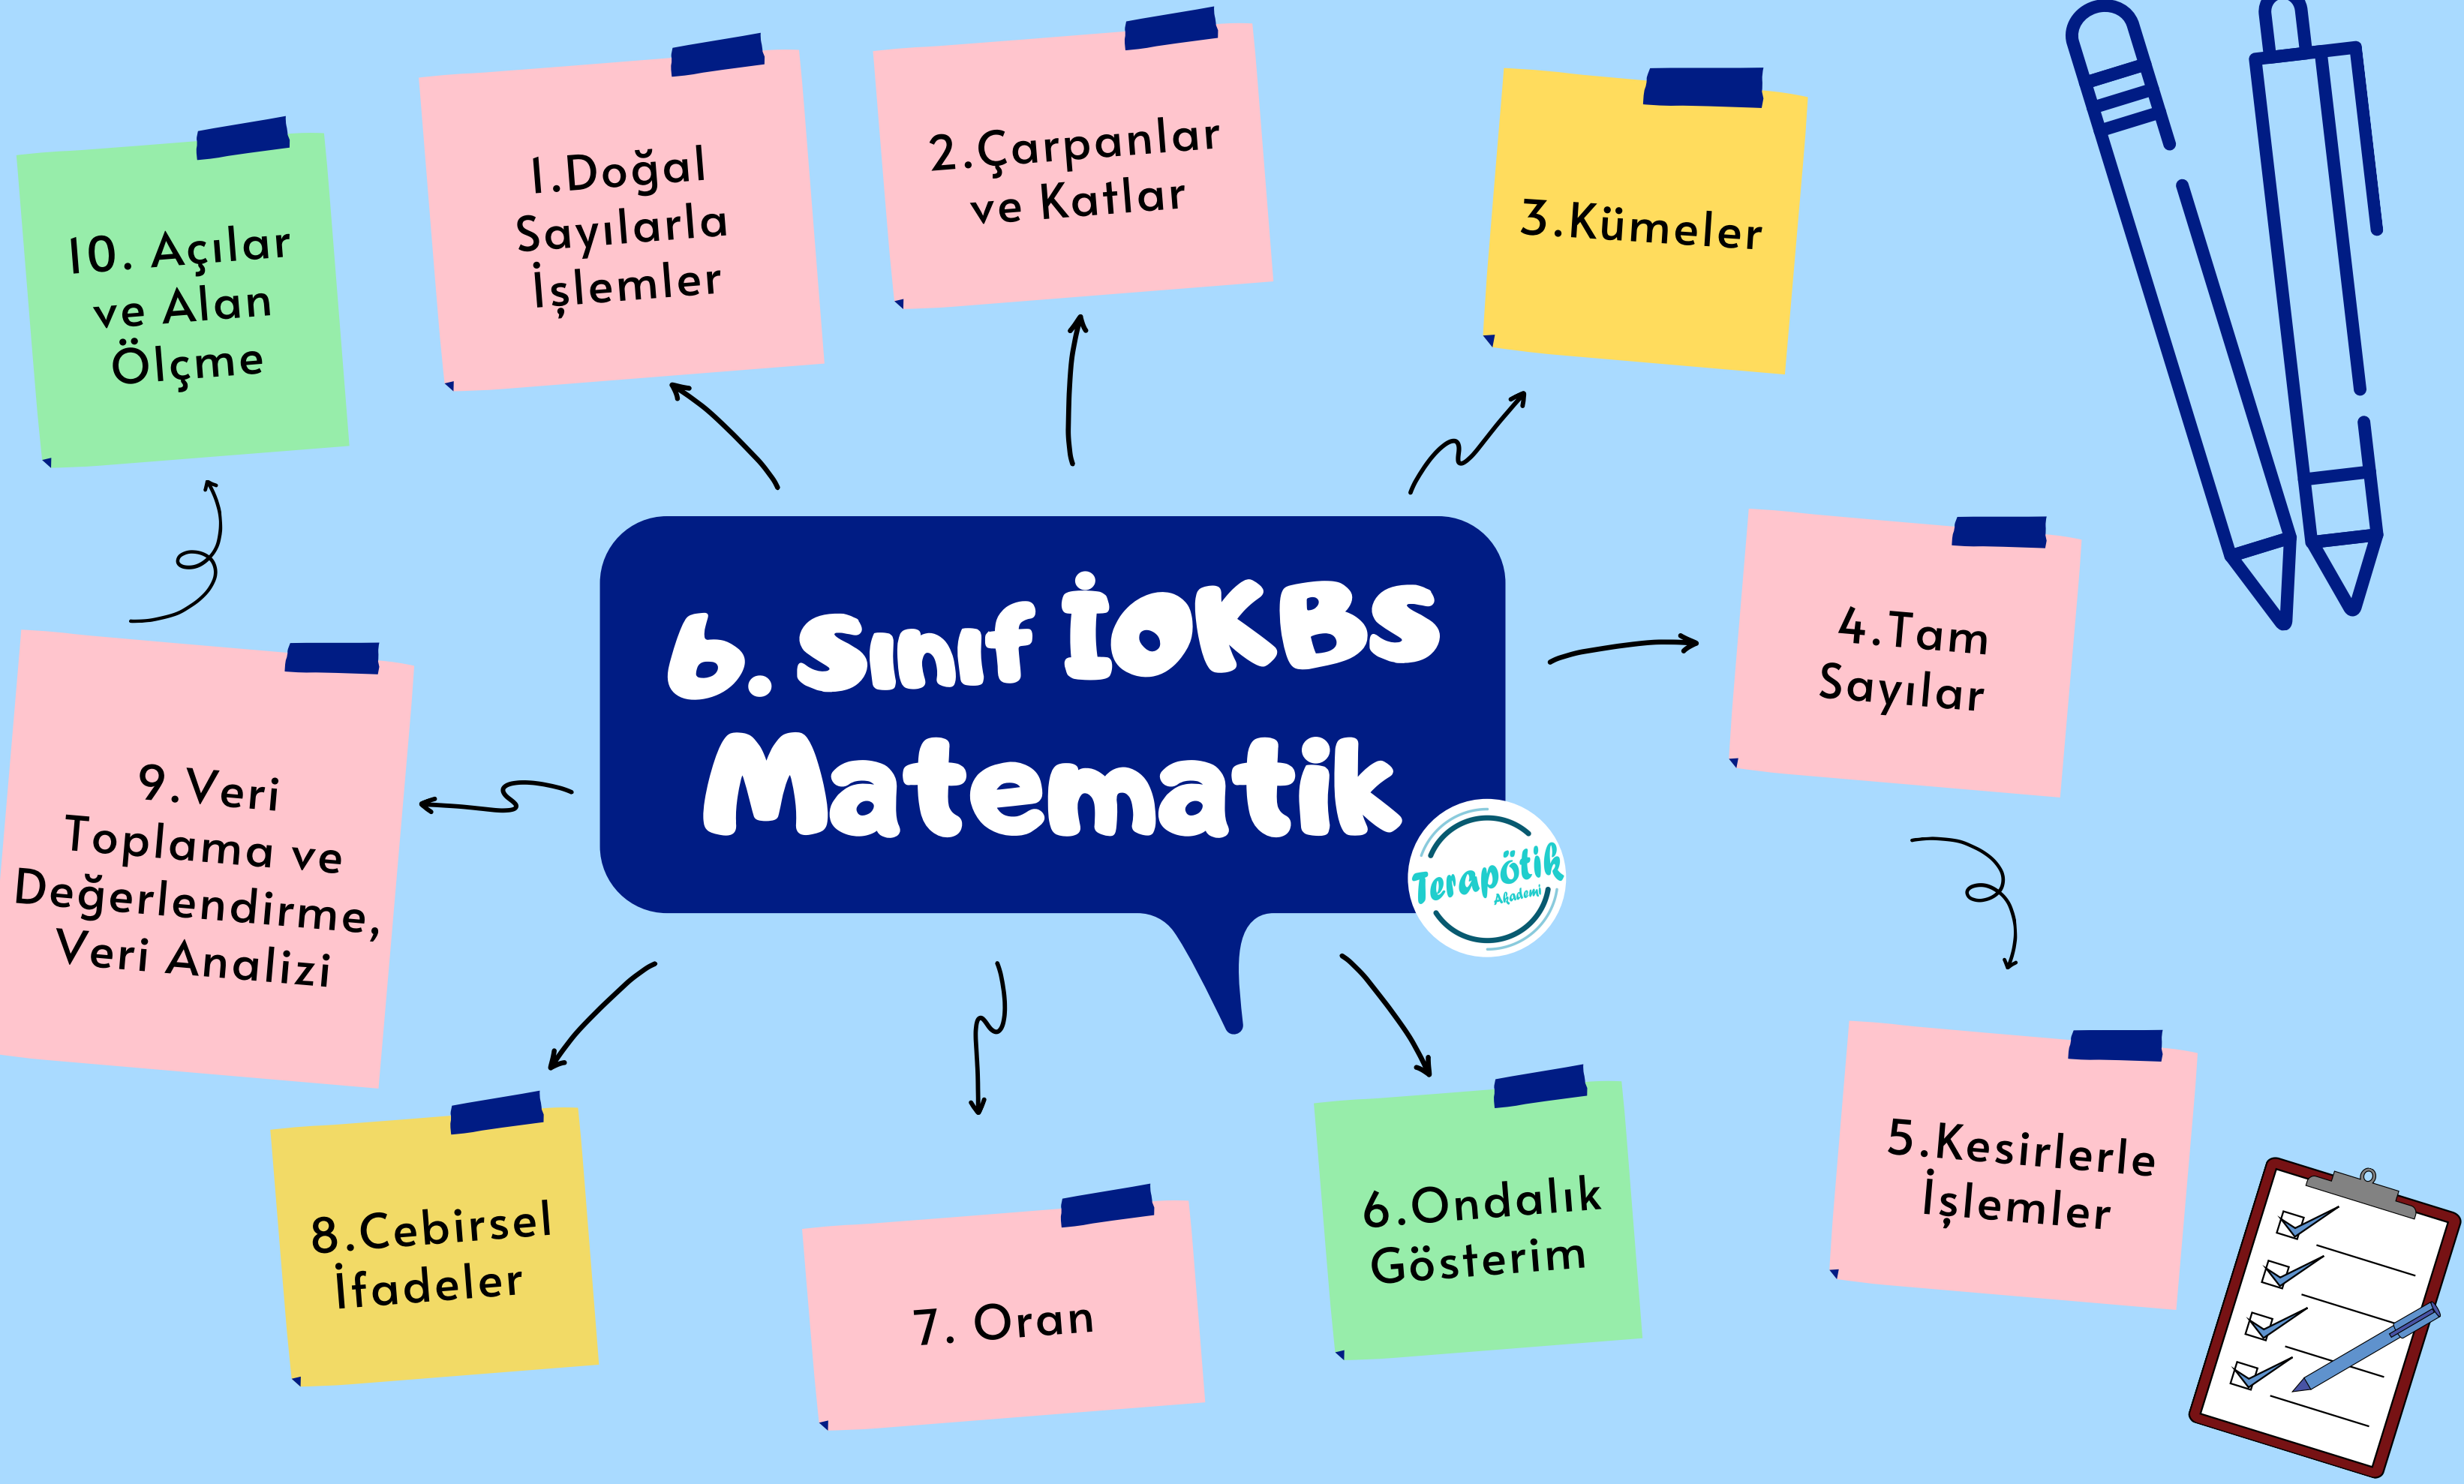 6. Sınıf İOKBS
Matematik
Terapötik
Akademi
1.Doğal
Sayılarla
İşlemler
2.Çarpanlar
ve Katlar
3.Kümeler
4.Tam
Sayılar
5.Kesirlerle
İşlemler
6.Ondalık
Gösterim
7. Oran
8.Cebirsel
İfadeler
9.Veri
Toplama ve
Değerlendirme,
Veri Analizi
10. Açılar
ve Alan
Ölçme